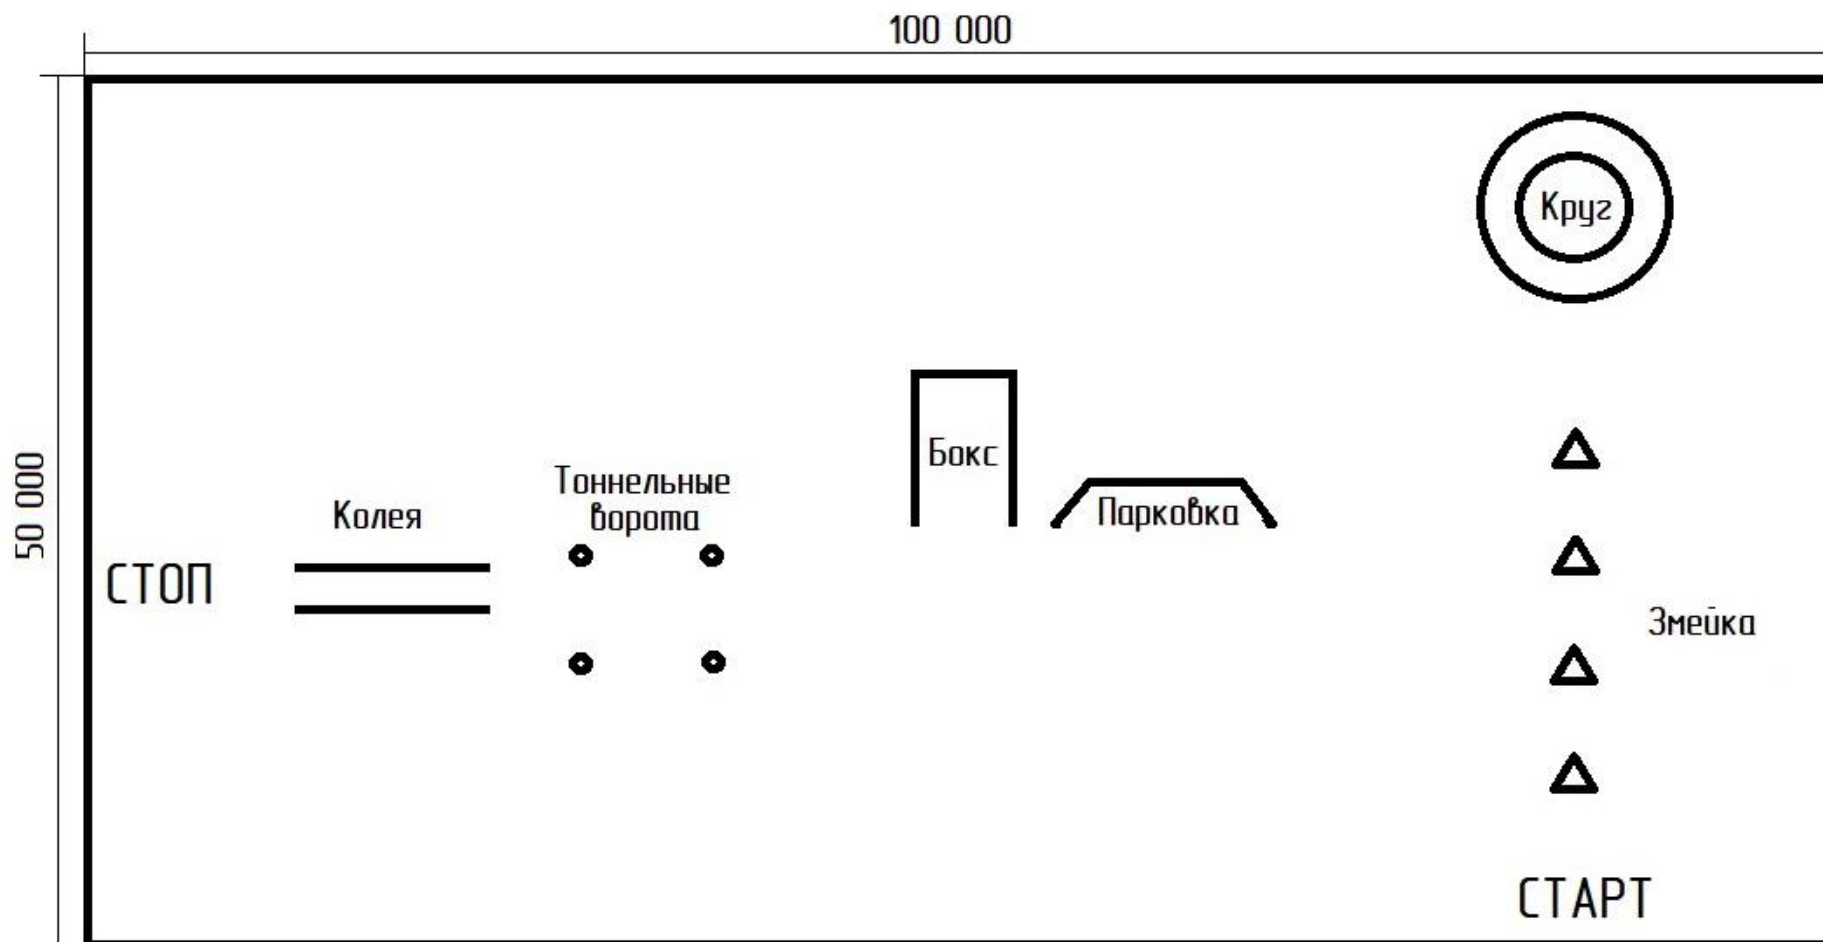 100 000
Круг
Бокс
50 000
Тоннельные
ворота
Колея
Парковка
СТОП
Змейка
СТАРТ